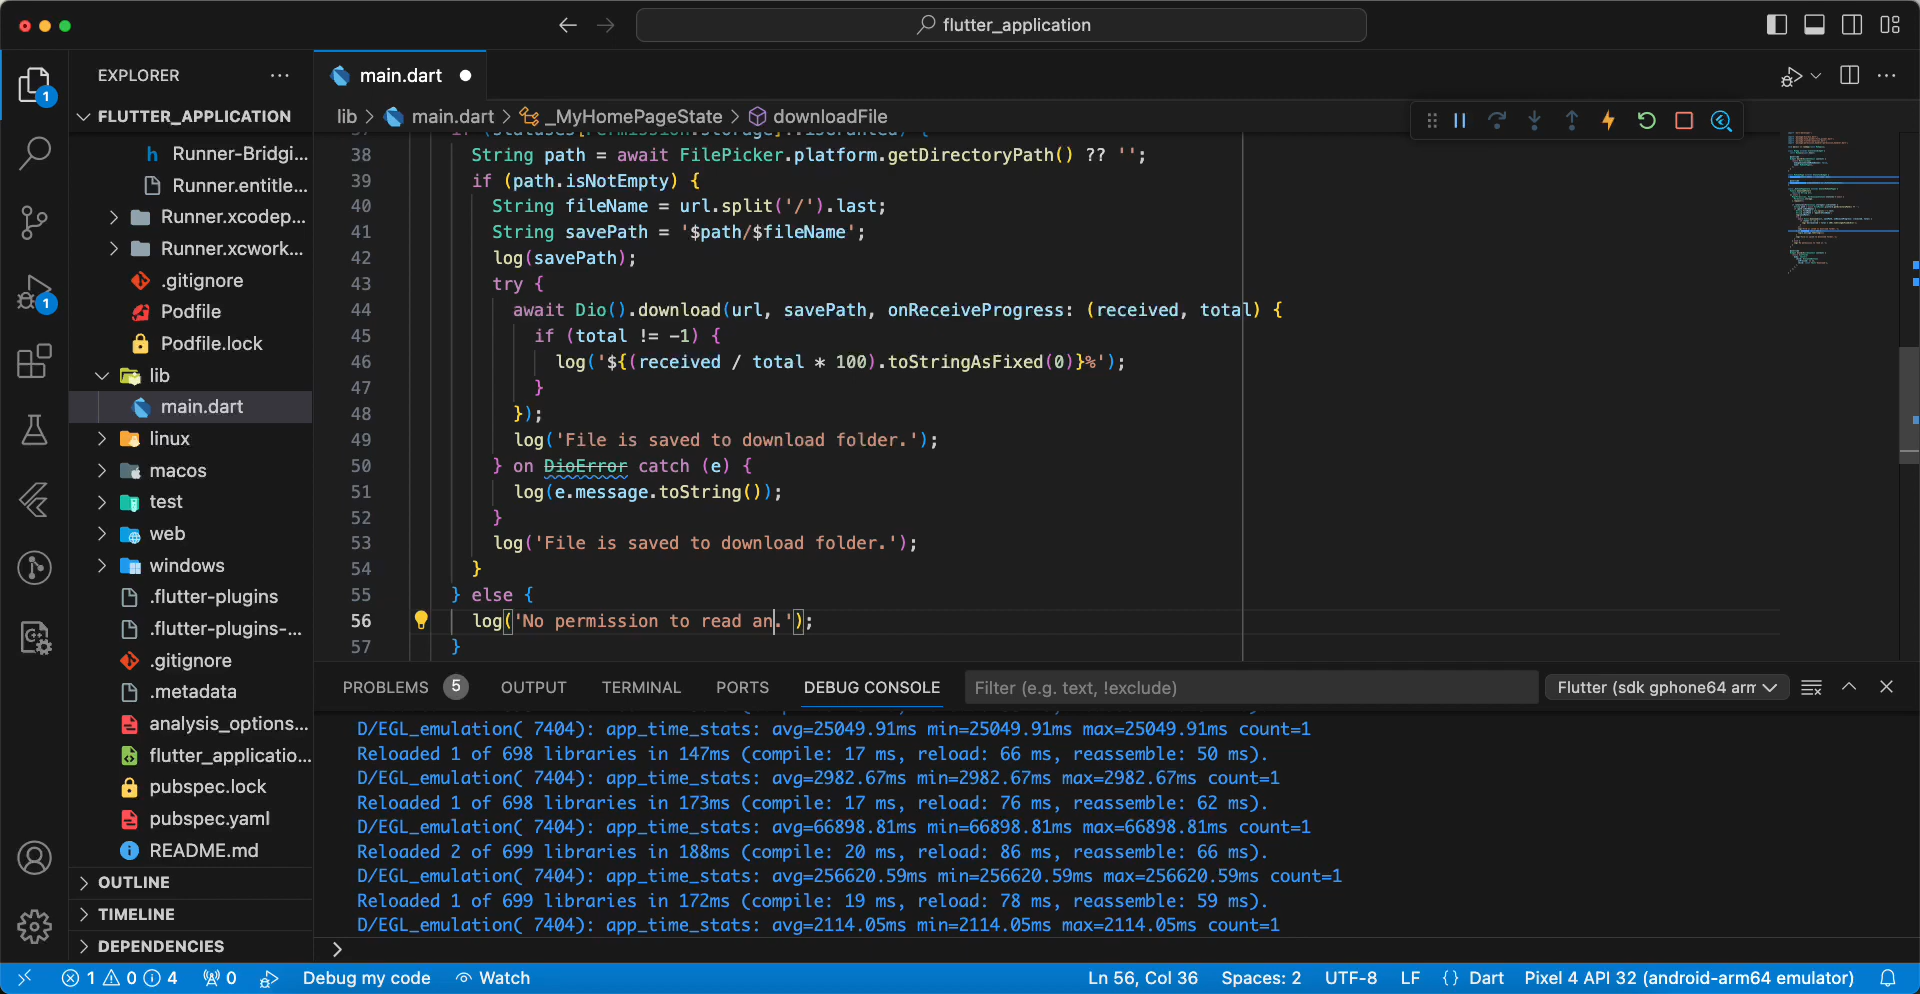 flutter_application
EXPLORER
main.dart
1
FLUTTER_APPLICATION
lib > main.dart > _MyHomePageState > downloadFile
h Runner-Bridgi...
Runner.entitle...
Runner.xcodep...
Runner.xcwork...
.gitignore
1
Podfile
Podfile.lock
lib
main.dart
linux
macos
test
web
windows
.flutter-plugins
.flutter-plugins-...
.gitignore
.metadata
analysis_options...
flutter_applicatio...
pubspec.lock
pubspec.yaml
README.md
OUTLINE
TIMELINE
DEPENDENCIES
38 String path = await FilePicker.platform.getDirectoryPath() ?? '';
39 if (path.isNotEmpty) {
40 String fileName = url.split('/').last;
41 String savePath = '$path/$fileName';
42 log(savePath);
43 try {
44 await Dio().download(url, savePath, onReceiveProgress: (received, total) {
45 if (total != -1) {
46 log('${(received / total * 100).toStringAsFixed(0)}%');
47 }
48 });
49 log('File is saved to download folder.');
50 } on DioError catch (e) {
51 log(e.message.toString());
52 }
53 log('File is saved to download folder.');
54 }
55 } else {
56 log('No permission to read an.');
57 }
PROBLEMS 5 OUTPUT TERMINAL PORTS DEBUG CONSOLE Filter (e.g. text, !exclude) Flutter (sdk gphone64 arm
D/EGL_emulation( 7404): app_time_stats: avg=25049.91ms min=25049.91ms max=25049.91ms count=1
Reloaded 1 of 698 libraries in 147ms (compile: 17 ms, reload: 66 ms, reassemble: 50 ms).
D/EGL_emulation( 7404): app_time_stats: avg=2982.67ms min=2982.67ms max=2982.67ms count=1
Reloaded 1 of 698 libraries in 173ms (compile: 17 ms, reload: 76 ms, reassemble: 62 ms).
D/EGL_emulation( 7404): app_time_stats: avg=66898.81ms min=66898.81ms max=66898.81ms count=1
Reloaded 2 of 699 libraries in 188ms (compile: 20 ms, reload: 86 ms, reassemble: 66 ms).
D/EGL_emulation( 7404): app_time_stats: avg=256620.59ms min=256620.59ms max=256620.59ms count=1
Reloaded 1 of 699 libraries in 172ms (compile: 19 ms, reload: 78 ms, reassemble: 59 ms).
D/EGL_emulation( 7404): app_time_stats: avg=2114.05ms min=2114.05ms max=2114.05ms count=1
>
1 0 4 0 Debug my code Watch Ln 56, Col 36 Spaces: 2 UTF-8 LF {} Dart Pixel 4 API 32 (android-arm64 emulator)